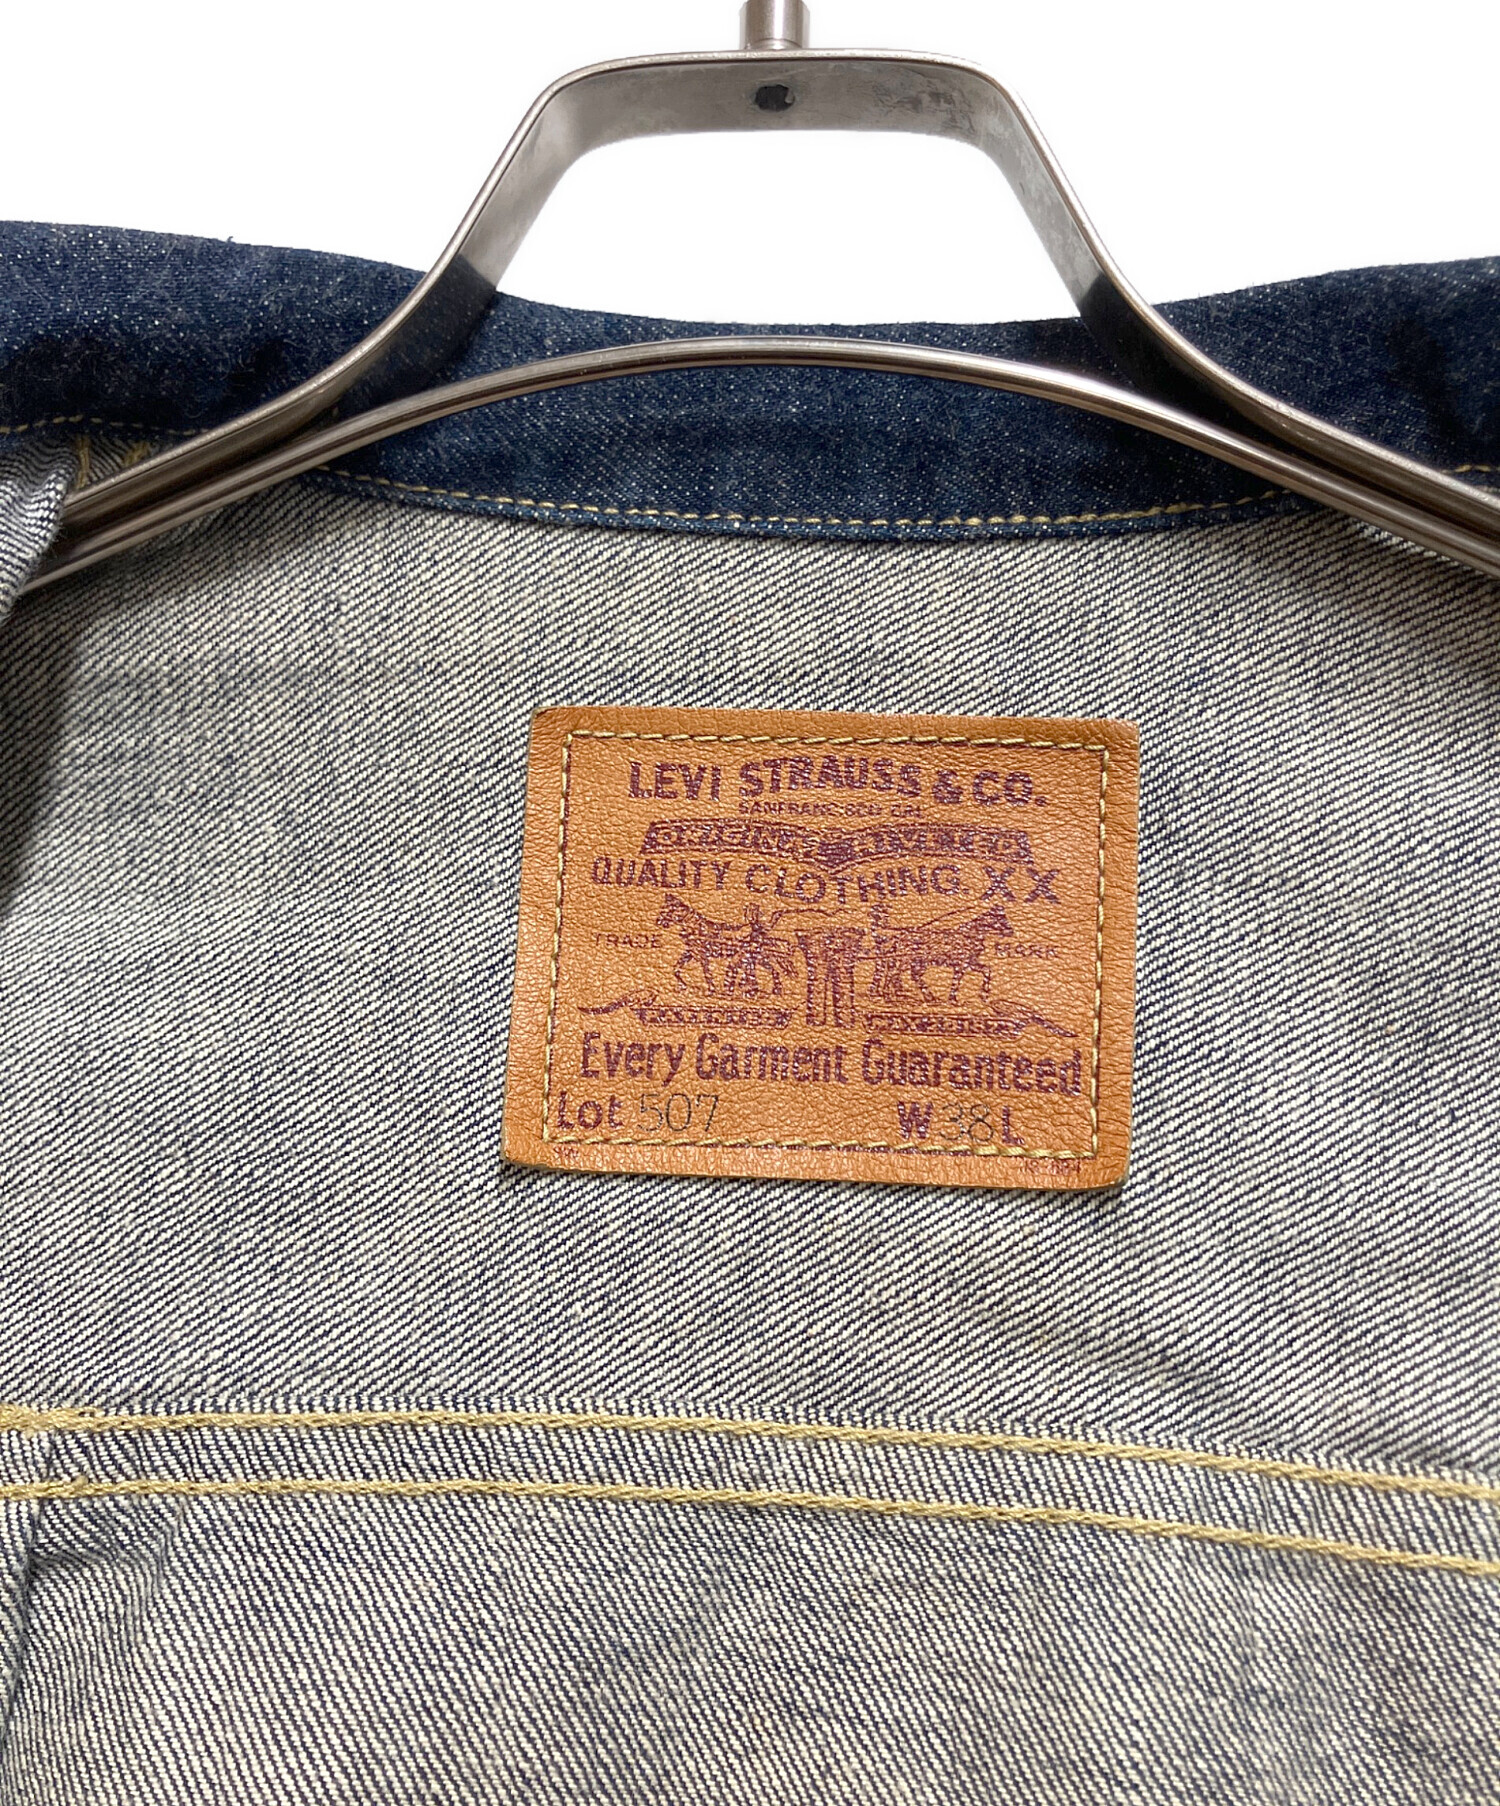 LEVI STRAUSS & CO.
QUALITY CLOTHING. XX
TRADE MARK
Every Garment Guaranteed
Lot 507 W 38 L